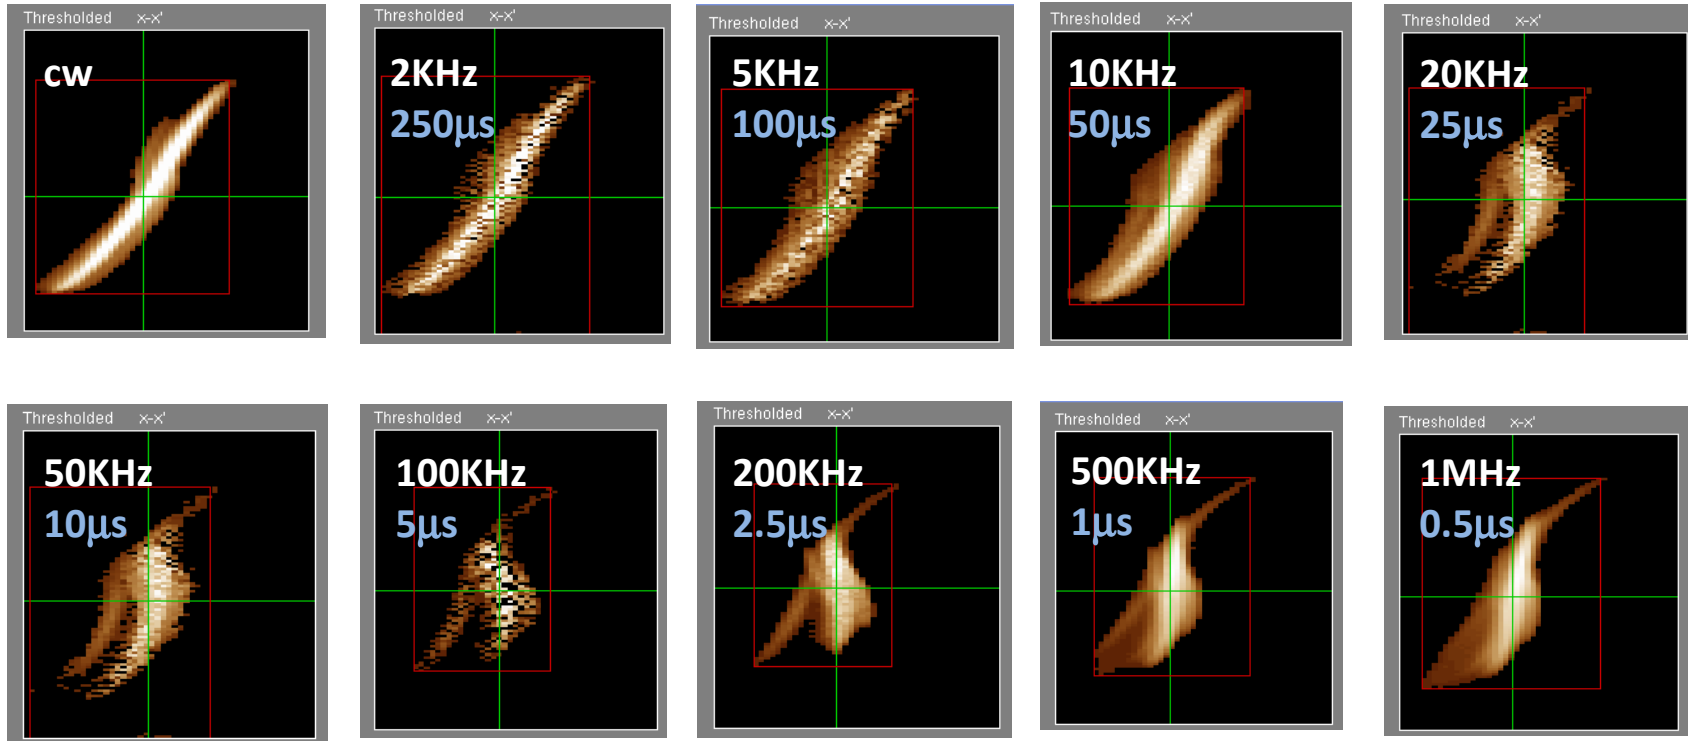 Thresholded x-x'
cw
Thresholded x-x'
2KHz
250µs
Thresholded x-x'
5KHz
100µs
Thresholded x-x'
10KHz
50µs
Thresholded x-x'
20KHz
25µs
Thresholded x-x'
50KHz
10µs
Thresholded x-x'
100KHz
5µs
Thresholded x-x'
200KHz
2.5µs
Thresholded x-x'
500KHz
1µs
Thresholded x-x'
1MHz
0.5µs